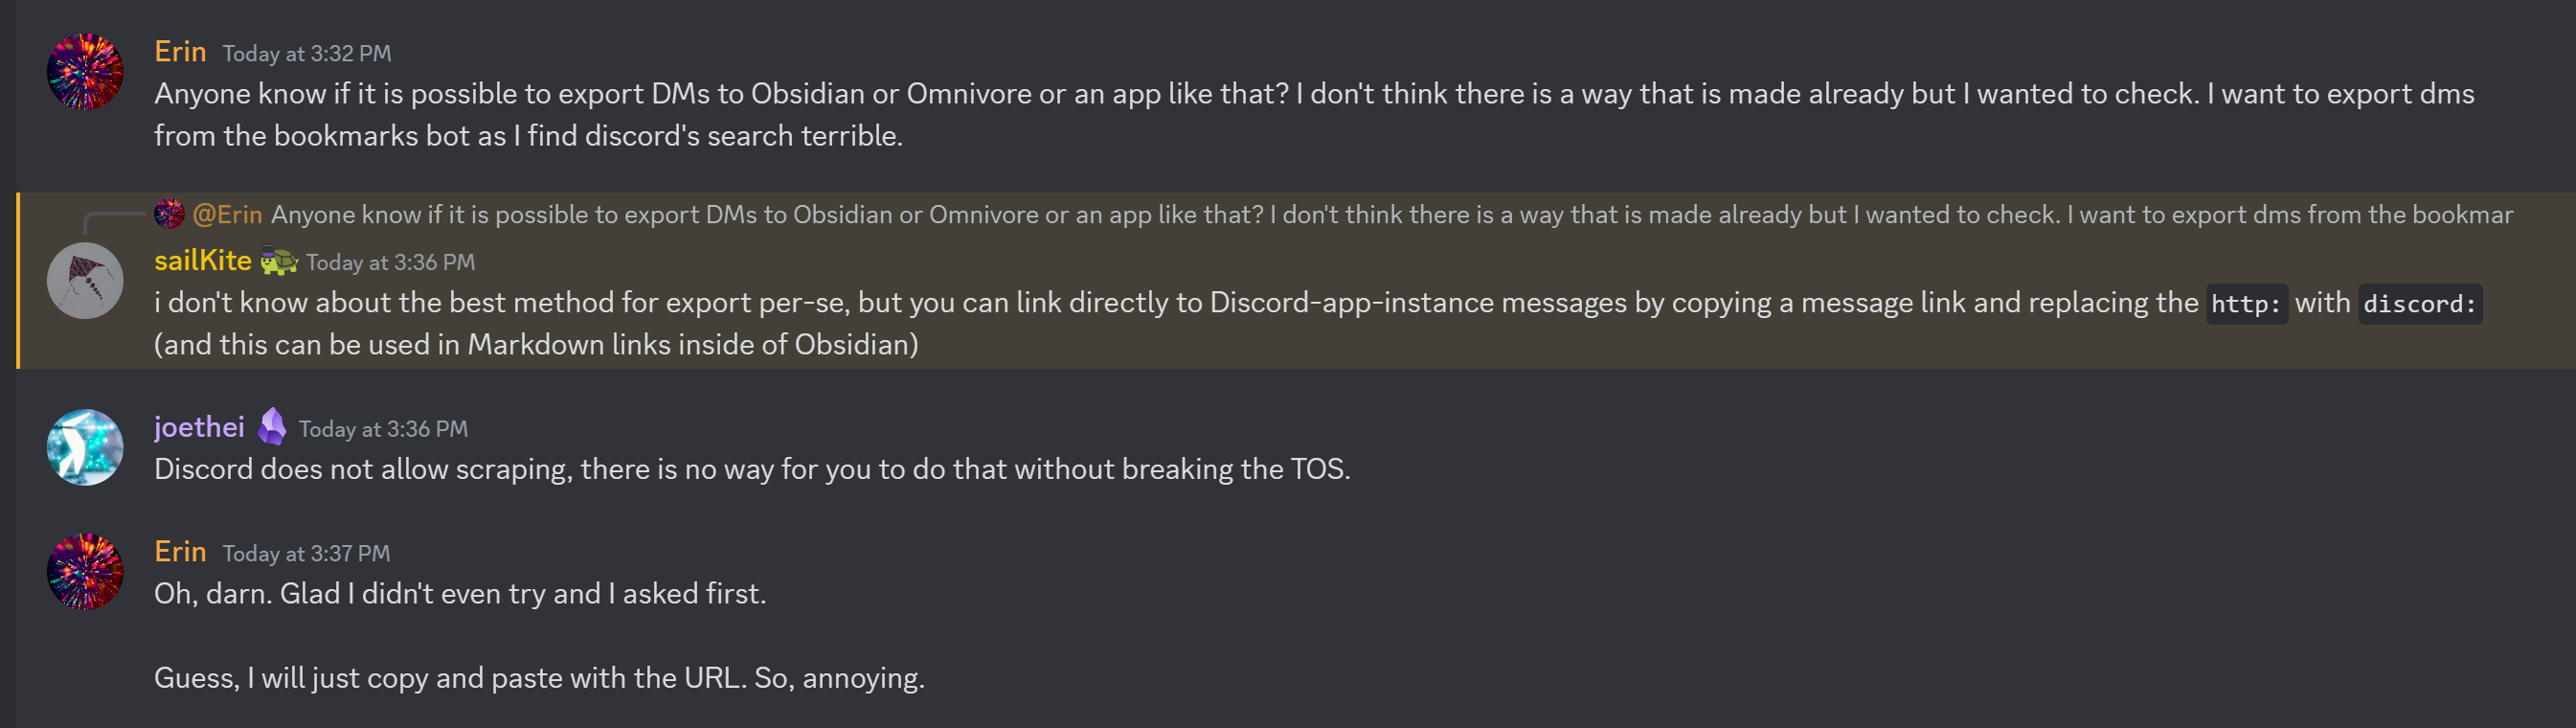 Erin Today at 3:32 PM
Anyone know if it is possible to export DMs to Obsidian or Omnivore or an app like that? I don't think there is a way that is made already but I wanted to check. I want to export dms
from the bookmarks bot as I find discord's search terrible.
@Erin Anyone know if it is possible to export DMs to Obsidian or Omnivore or an app like that? I don't think there is a way that is made already but I wanted to check. I want to export dms from the bookmar
sailKite Today at 3:36 PM
i don't know about the best method for export per-se, but you can link directly to Discord-app-instance messages by copying a message link and replacing the http: with discord:
(and this can be used in Markdown links inside of Obsidian)
joethei Today at 3:36 PM
Discord does not allow scraping, there is no way for you to do that without breaking the TOS.
Erin Today at 3:37 PM
Oh, darn. Glad I didn't even try and I asked first.
Guess, I will just copy and paste with the URL. So, annoying.